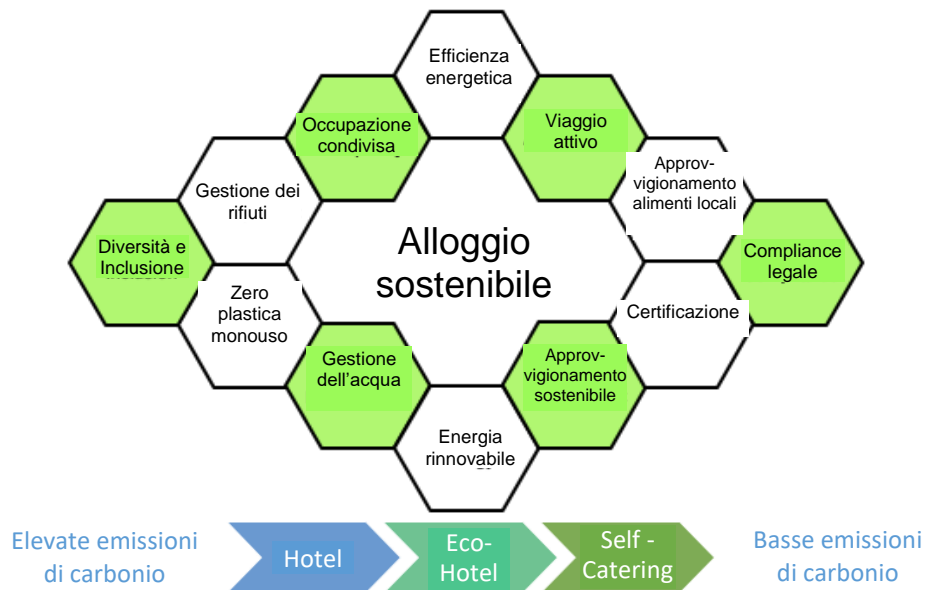 Efficienza
energetica
Occupazione
condivisa
Viaggio
attivo
Gestione dei
rifiuti
Approv-
vigionamento
alimenti locali
Diversità e
Inclusione
Alloggio
sostenibile
Compliance
legale
Zero
plastica
monouso
Certificazione
Gestione
dell'acqua
Approv-
vigionamento
sostenibile
Energia
rinnovabile
Elevate emissioni
di carbonio
Hotel
Eco-
Hotel
Self -
Catering
Basse emissioni
di carbonio